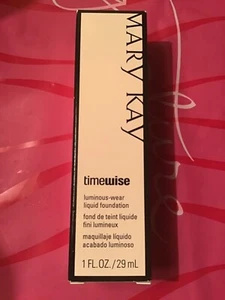 MARY KAY
timewise
luminous-wear
liquid foundation
fond de teint liquide
fini lumineux
maquillaje líquido
acabado luminoso
1 FL.OZ./29 mL